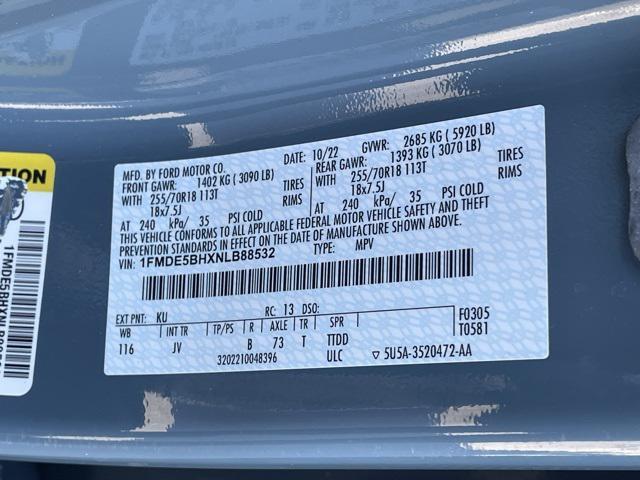 TION
1FMDE5BHXNLB885
MFD. BY FORD MOTOR CO. DATE: 10/22 GVWR: 2685 KG ( 5920 LB)
FRONT GAWR: 1402 KG ( 3090 LB) REAR GAWR: 1393 KG ( 3070 LB)
WITH 255/70R18 113T TIRES WITH 255/70R18 113T TIRES
18x7.5J RIMS 18x7.5J RIMS
AT 240 kPa/ 35 PSI COLD AT 240 kPa/ 35 PSI COLD
THIS VEHICLE CONFORMS TO ALL APPLICABLE FEDERAL MOTOR VEHICLE SAFETY AND THEFT
PREVENTION STANDARDS IN EFFECT ON THE DATE OF MANUFACTURE SHOWN ABOVE.
VIN: 1FMDE5BHXNLB88532 TYPE: MPV
EXT PNT: KU RC: 13 DSO: F0305
WB INT TR TP/PS R AXLE TR SPR T0581
116 JV B 73 T TTDD
3202210048396 ULC ▽ 5U5A-3520472-AA